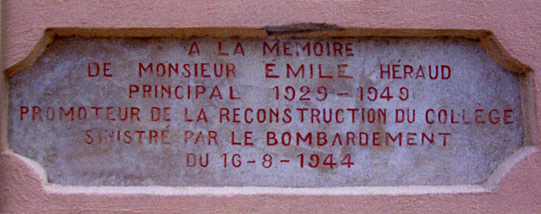 A LA MÉMOIRE
DE MONSIEUR EMILE HÉRAUD
PRINCIPAL 1929-1949
PROMOTEUR DE LA RECONSTRUCTION DU COLLÈGE
SINISTRÉ PAR LE BOMBARDEMENT
DU 16-8-1944